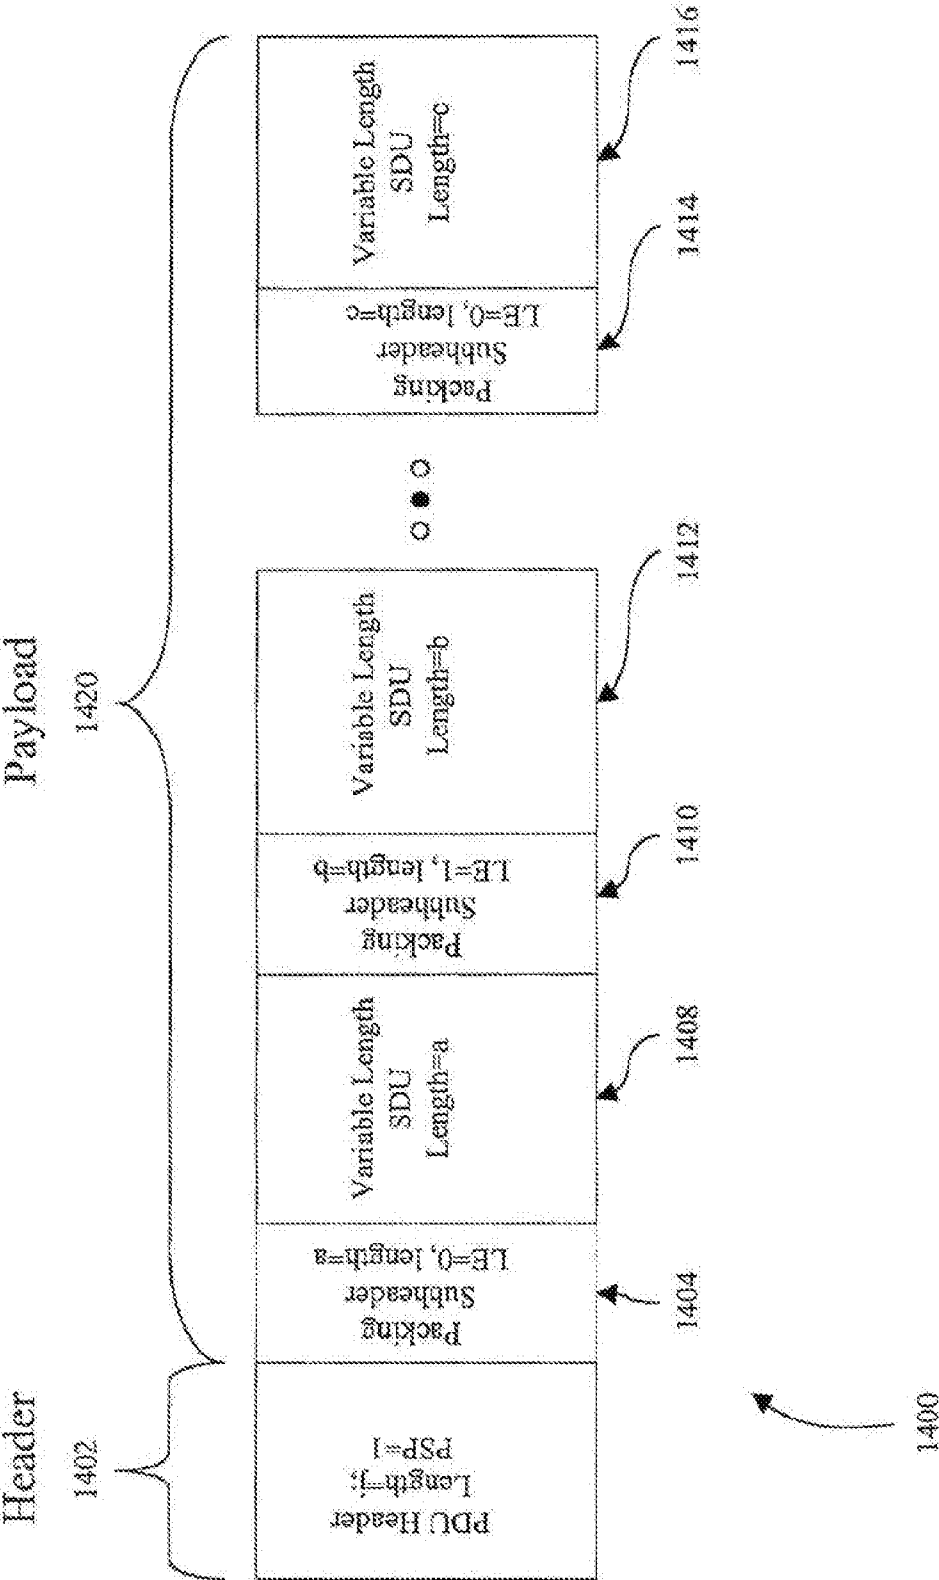 Header
1402
Payload
1420
PDU Header
Length=j;
PSP=1
Packing
Subheader
LE=0, length=a
Variable Length
SDU
Length=a
Packing
Subheader
LE=1, length=b
Variable Length
SDU
Length=b
Packing
Subheader
LE=0, length=c
Variable Length
SDU
Length=c
1404
1408
1410
1412
1414
1416
1400